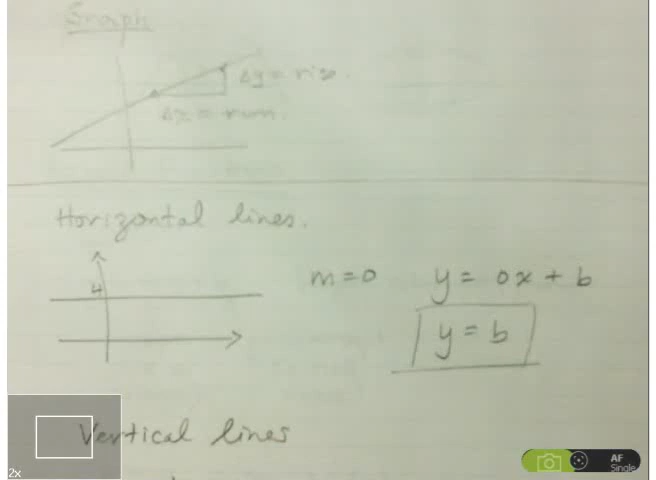 Graph
Δy = rise.
Δx = run.
Horizontal lines.
4
m = 0 y = 0x + b
y = b
Vertical lines
2x
AF
Single